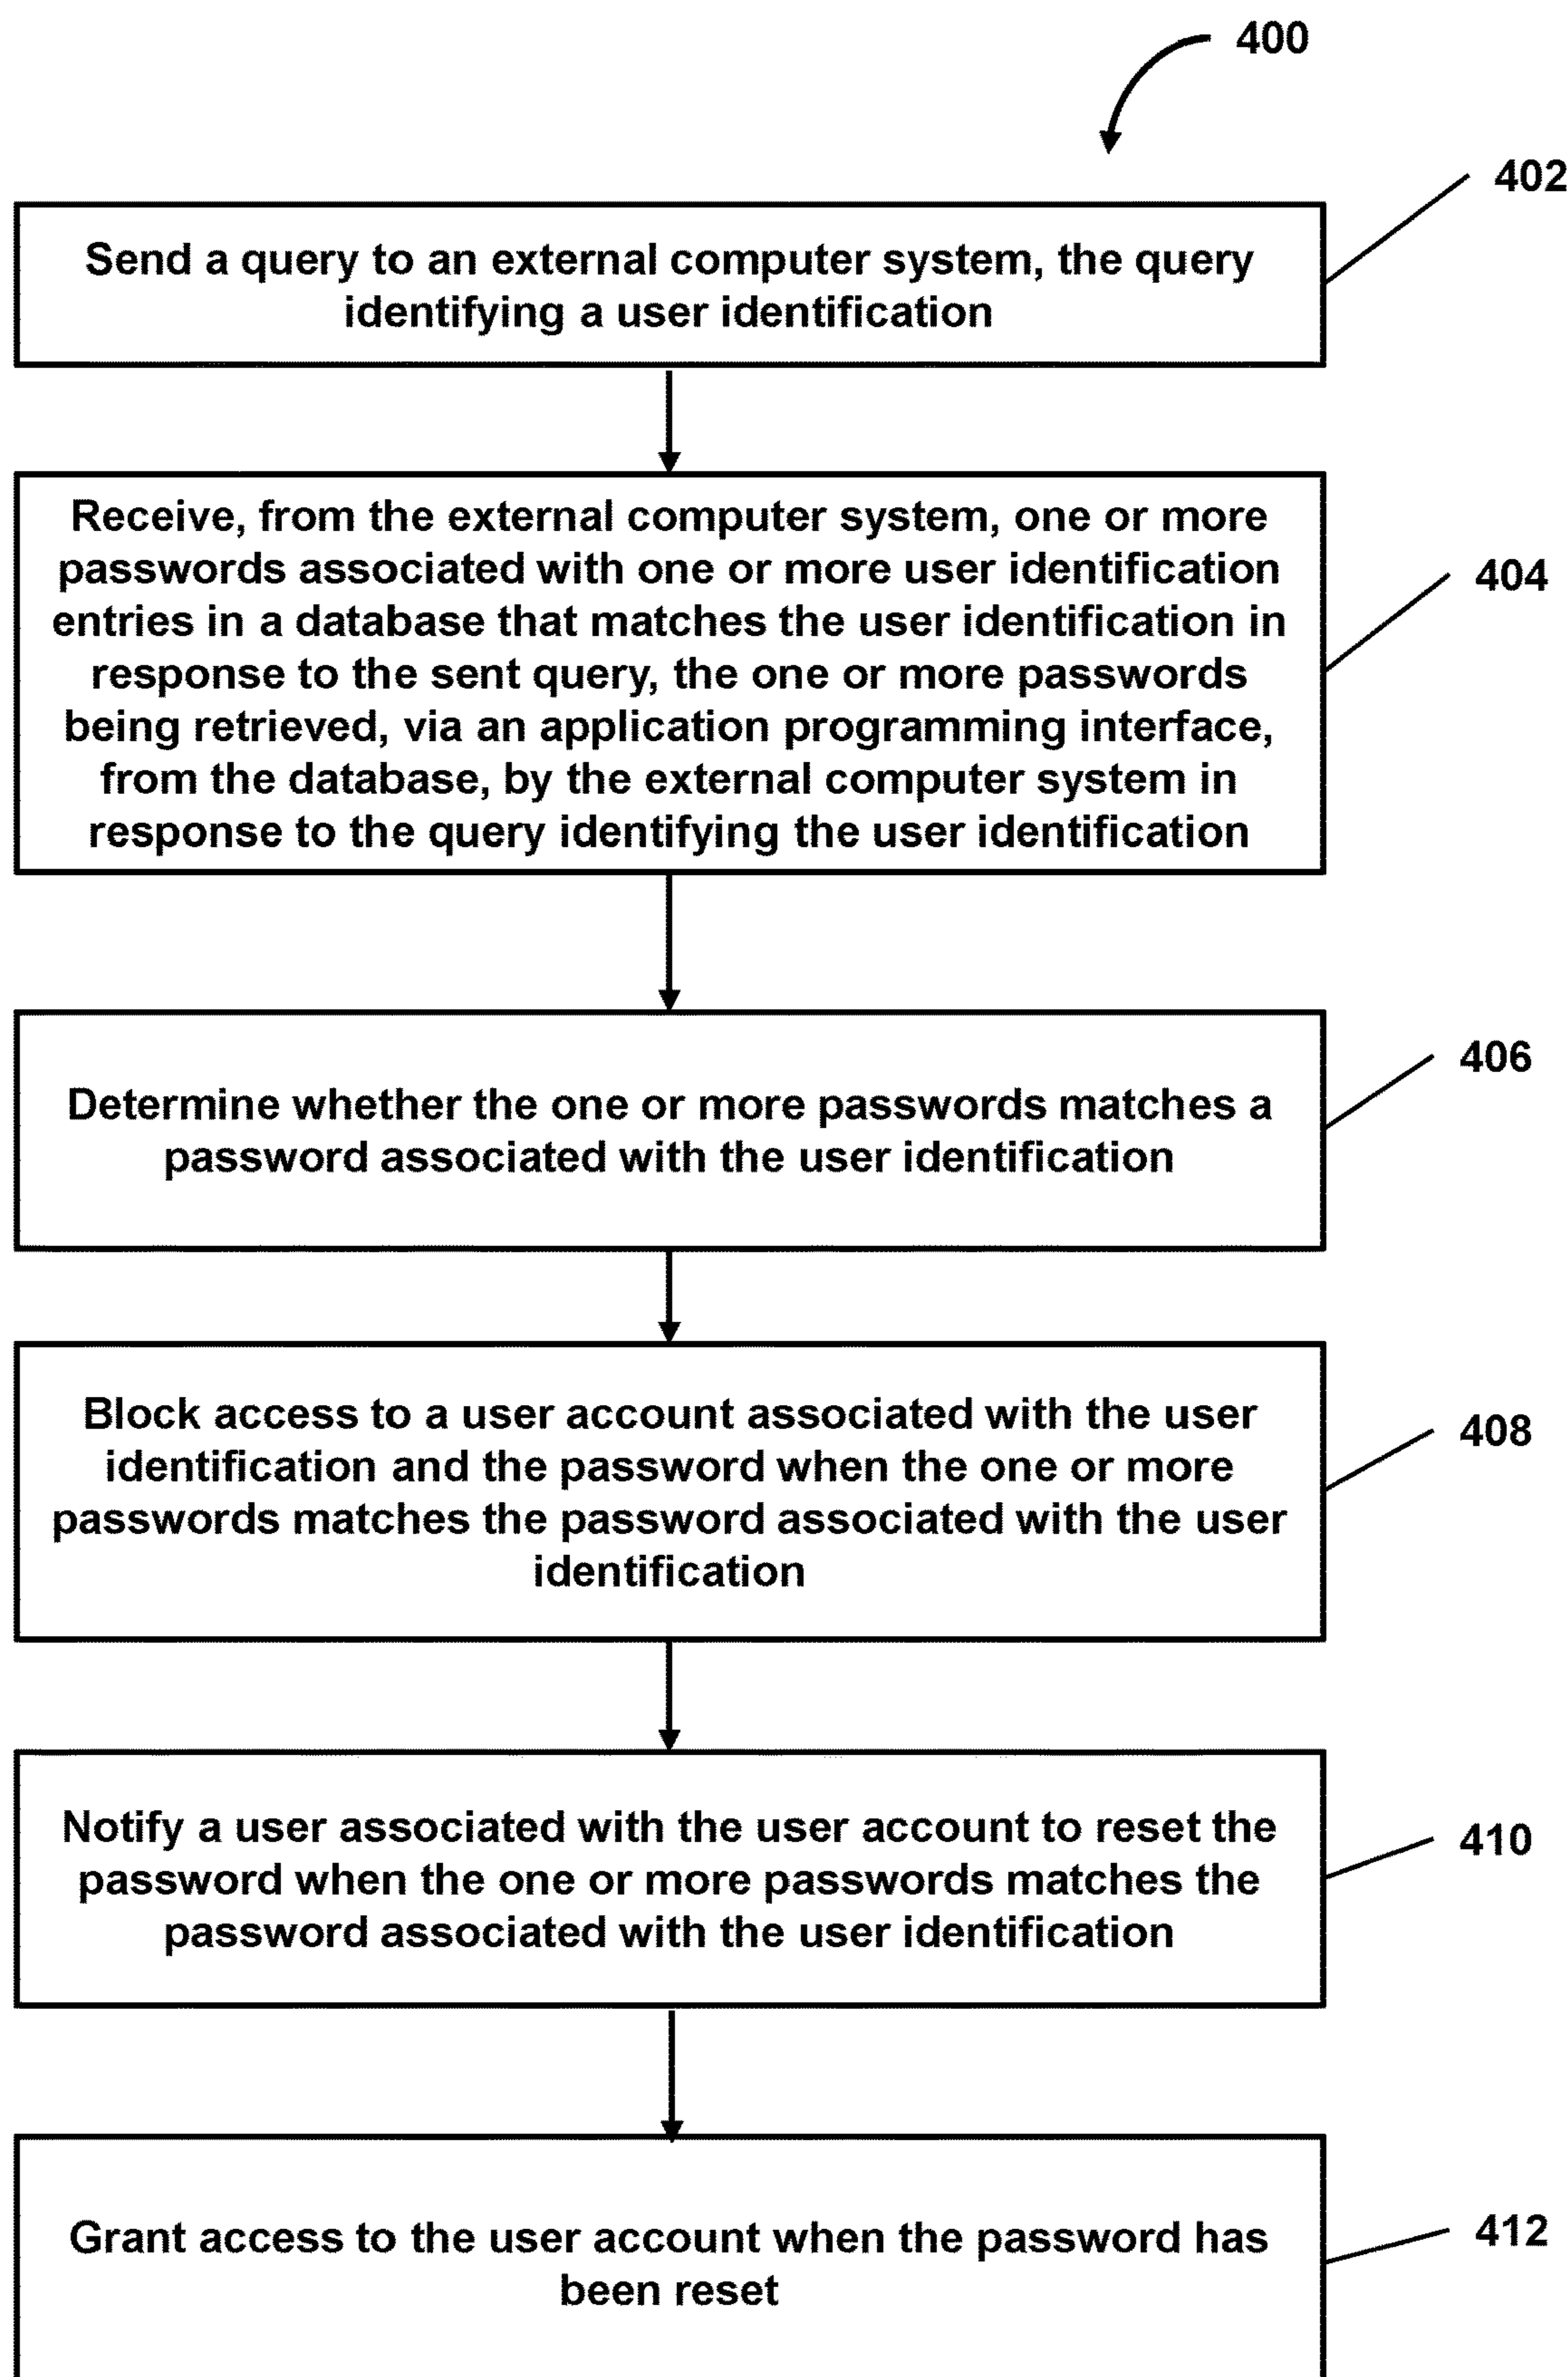 400
402
Send a query to an external computer system, the query
identifying a user identification
Receive, from the external computer system, one or more
passwords associated with one or more user identification
entries in a database that matches the user identification in
response to the sent query, the one or more passwords
being retrieved, via an application programming interface,
from the database, by the external computer system in
response to the query identifying the user identification
404
406
Determine whether the one or more passwords matches a
password associated with the user identification
Block access to a user account associated with the user
identification and the password when the one or more
passwords matches the password associated with the user
identification
408
Notify a user associated with the user account to reset the
password when the one or more passwords matches the
password associated with the user identification
410
Grant access to the user account when the password has
been reset
412